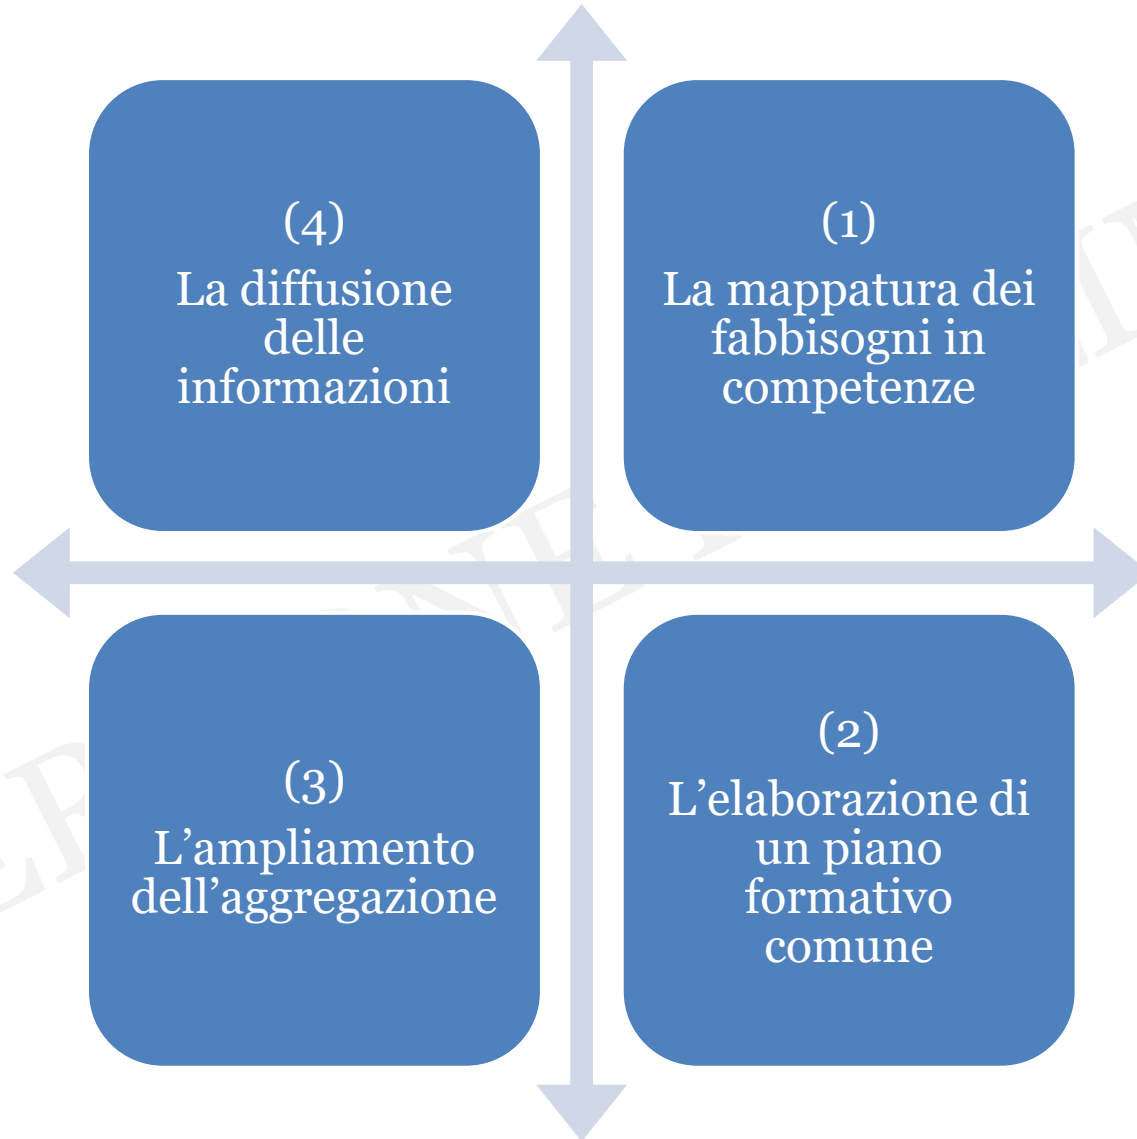 (4)
La diffusione
delle
informazioni
(1)
La mappatura dei
fabbisogni in
competenze
(3)
L’ampliamento
dell’aggregazione
(2)
L’elaborazione di
un piano
formativo
comune